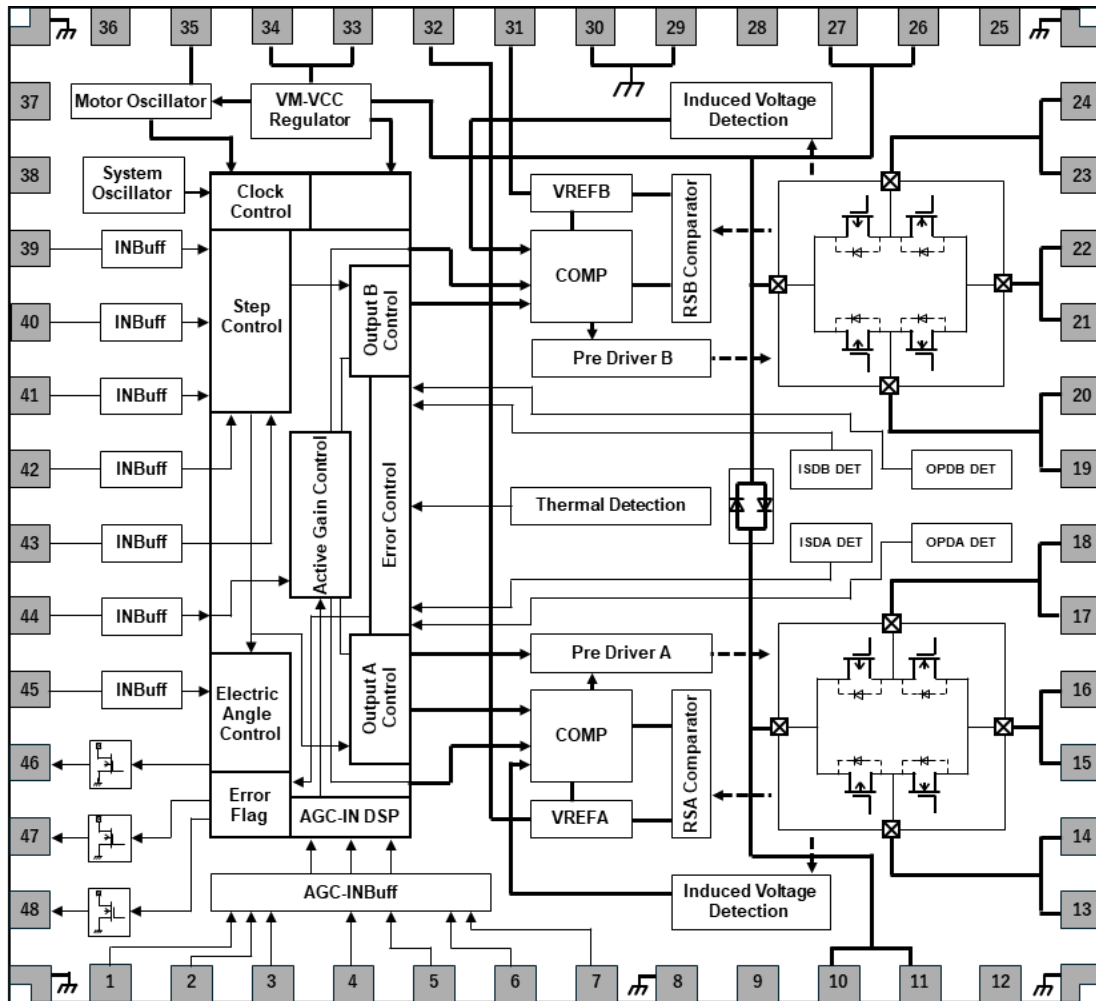 36
35
34
33
32
31
30
29
28
27
26
25
37
Motor Oscillator
VM-VCC
Regulator
Induced Voltage
Detection
24
38
System
Oscillator
Clock
Control
VREFB
RSB Comparator
23
39
INBuff
Step
Control
Output B
Control
COMP
22
40
INBuff
Pre Driver B
21
41
INBuff
20
42
INBuff
Active Gain Control
Error Control
Thermal Detection
ISDB DET
OPDB DET
19
43
INBuff
ISDA DET
OPDA DET
18
44
INBuff
17
45
INBuff
Electric
Angle
Control
Output A
Control
Pre Driver A
16
46
COMP
RSA Comparator
15
47
Error
Flag
AGC-IN DSP
VREFA
14
48
AGC-INBuff
Induced Voltage
Detection
13
1
2
3
4
5
6
7
8
9
10
11
12